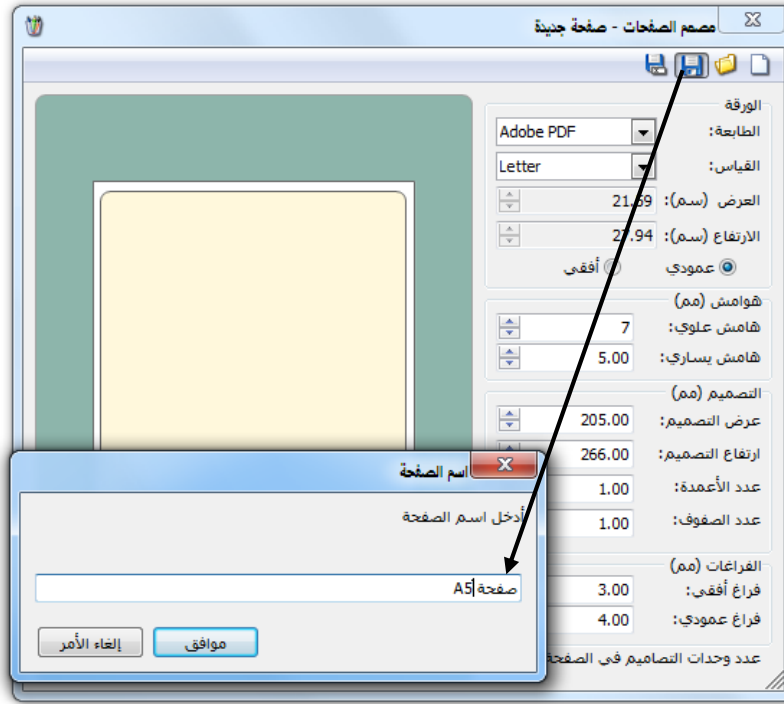 مصمم الصفحات - صفحة جديدة
الورقة
الطابعة: Adobe PDF
القياس: Letter
العرض (سم): 21.59
الارتفاع (سم): 27.94
عمودي أفقي
هوامش (مم)
هامش علوي: 7
هامش يساري: 5.00
التصميم (مم)
عرض التصميم: 205.00
ارتفاع التصميم: 266.00
عدد الأعمدة: 1.00
عدد الصفوف: 1.00
الفراغات (مم)
فراغ أفقي: 3.00
فراغ عمودي: 4.00
عدد وحدات التصاميم في الصفحة
اسم الصفحة
أدخل اسم الصفحة
صفحة A5
موافق إلغاء الأمر